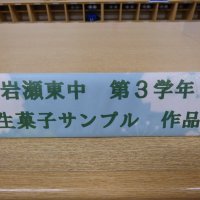 岩瀬東中　第３学年
生菓子サンプル　作品